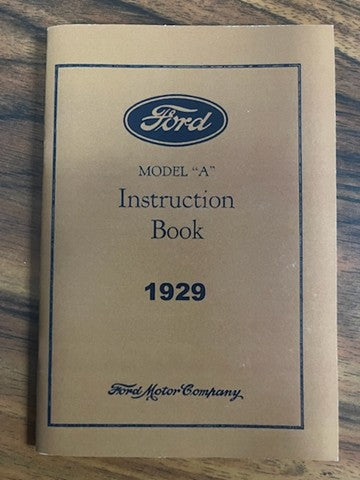 Ford
MODEL "A"
Instruction
Book
1929
Ford Motor Company